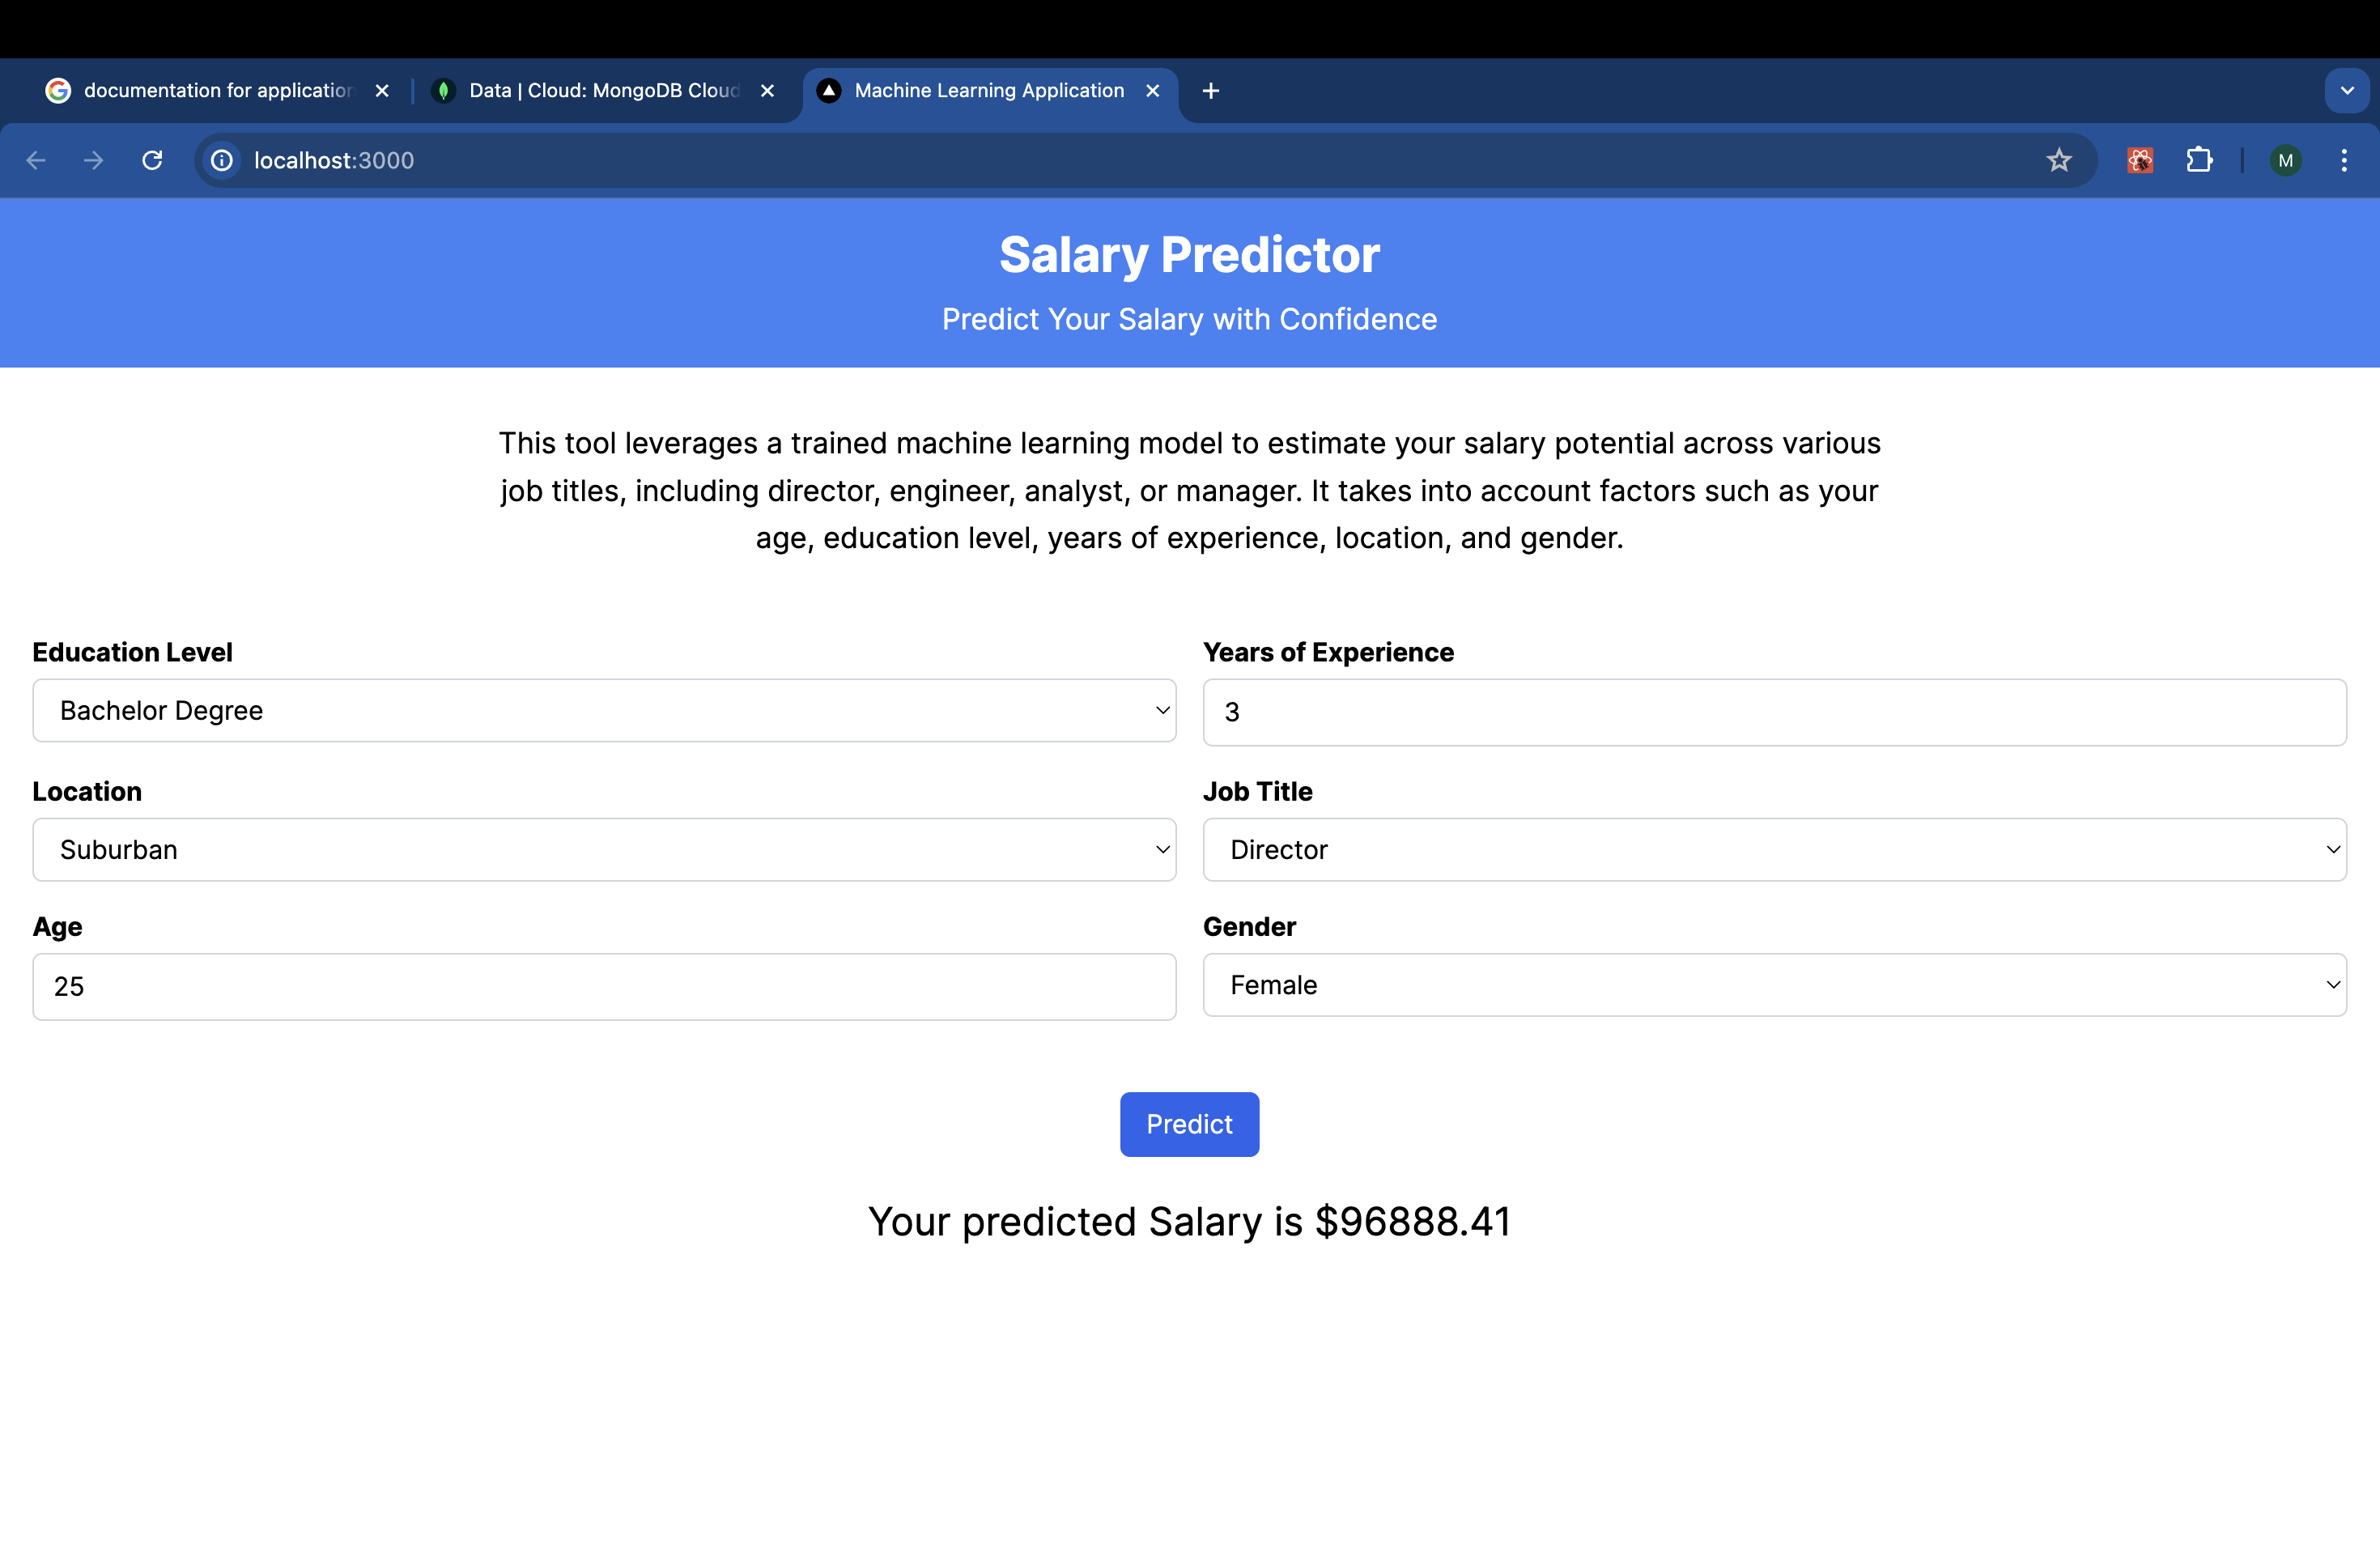 documentation for application
Data | Cloud: MongoDB Cloud
Machine Learning Application
localhost:3000
M
Salary Predictor
Predict Your Salary with Confidence
This tool leverages a trained machine learning model to estimate your salary potential across various
job titles, including director, engineer, analyst, or manager. It takes into account factors such as your
age, education level, years of experience, location, and gender.
Education Level
Years of Experience
Bachelor Degree
3
Location
Job Title
Suburban
Director
Age
Gender
25
Female
Predict
Your predicted Salary is $96888.41